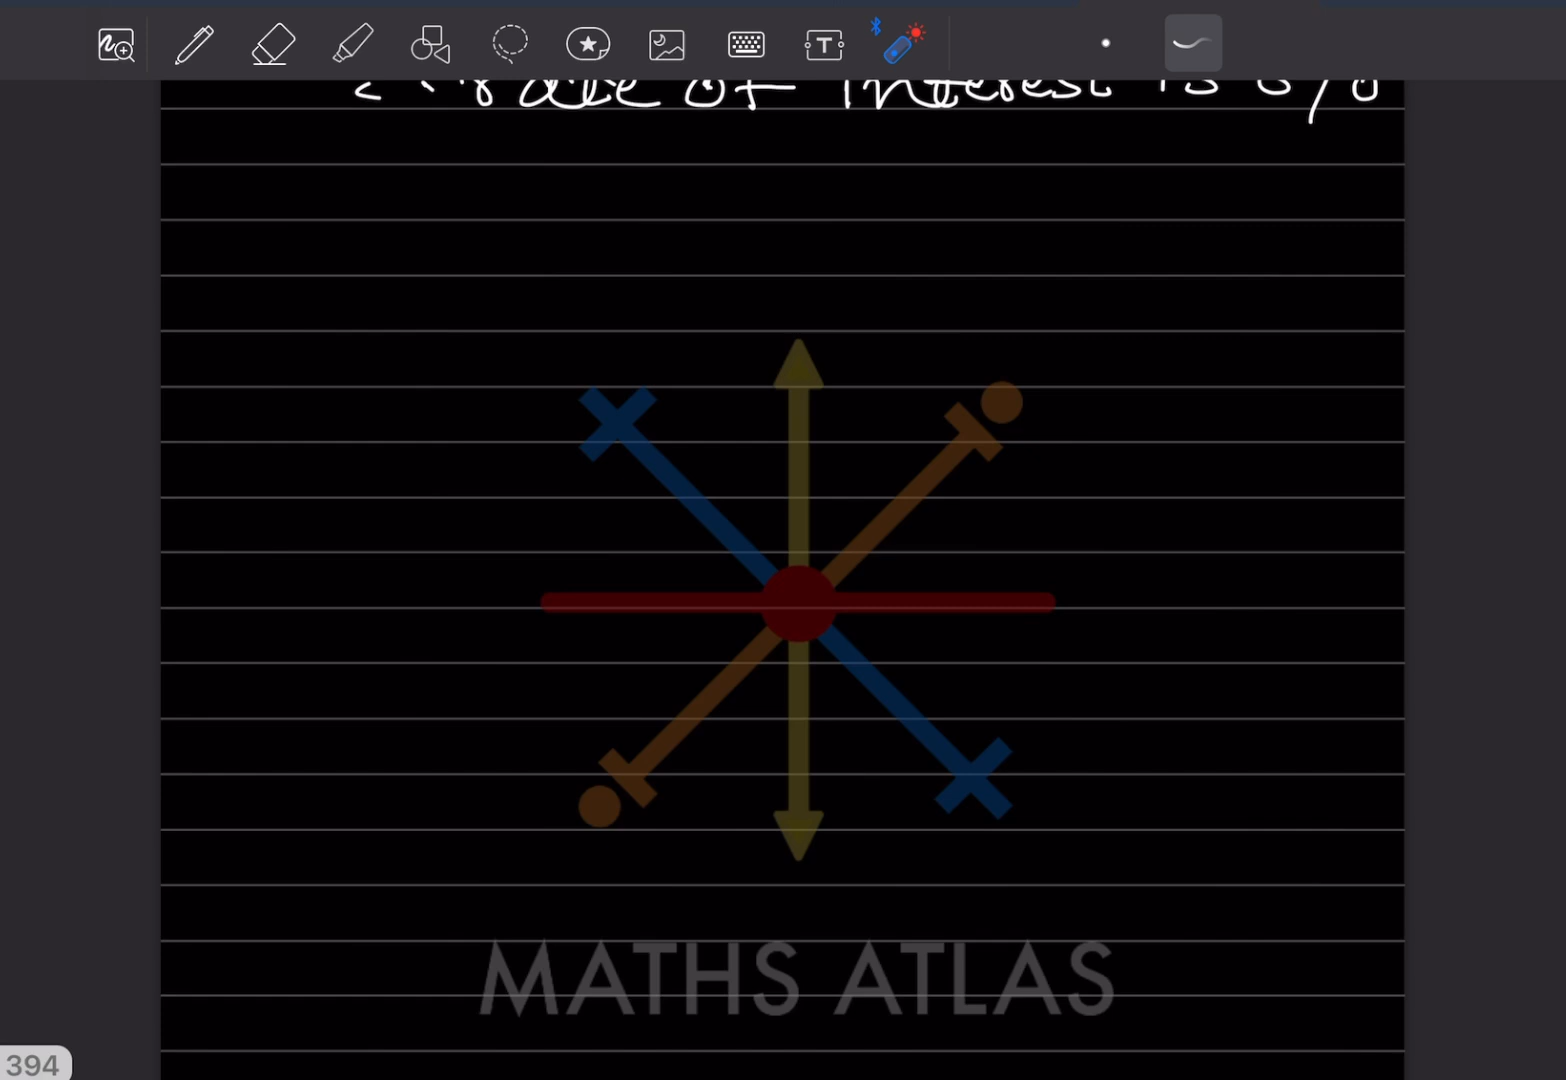 rate of interest is
MATHS ATLAS
394